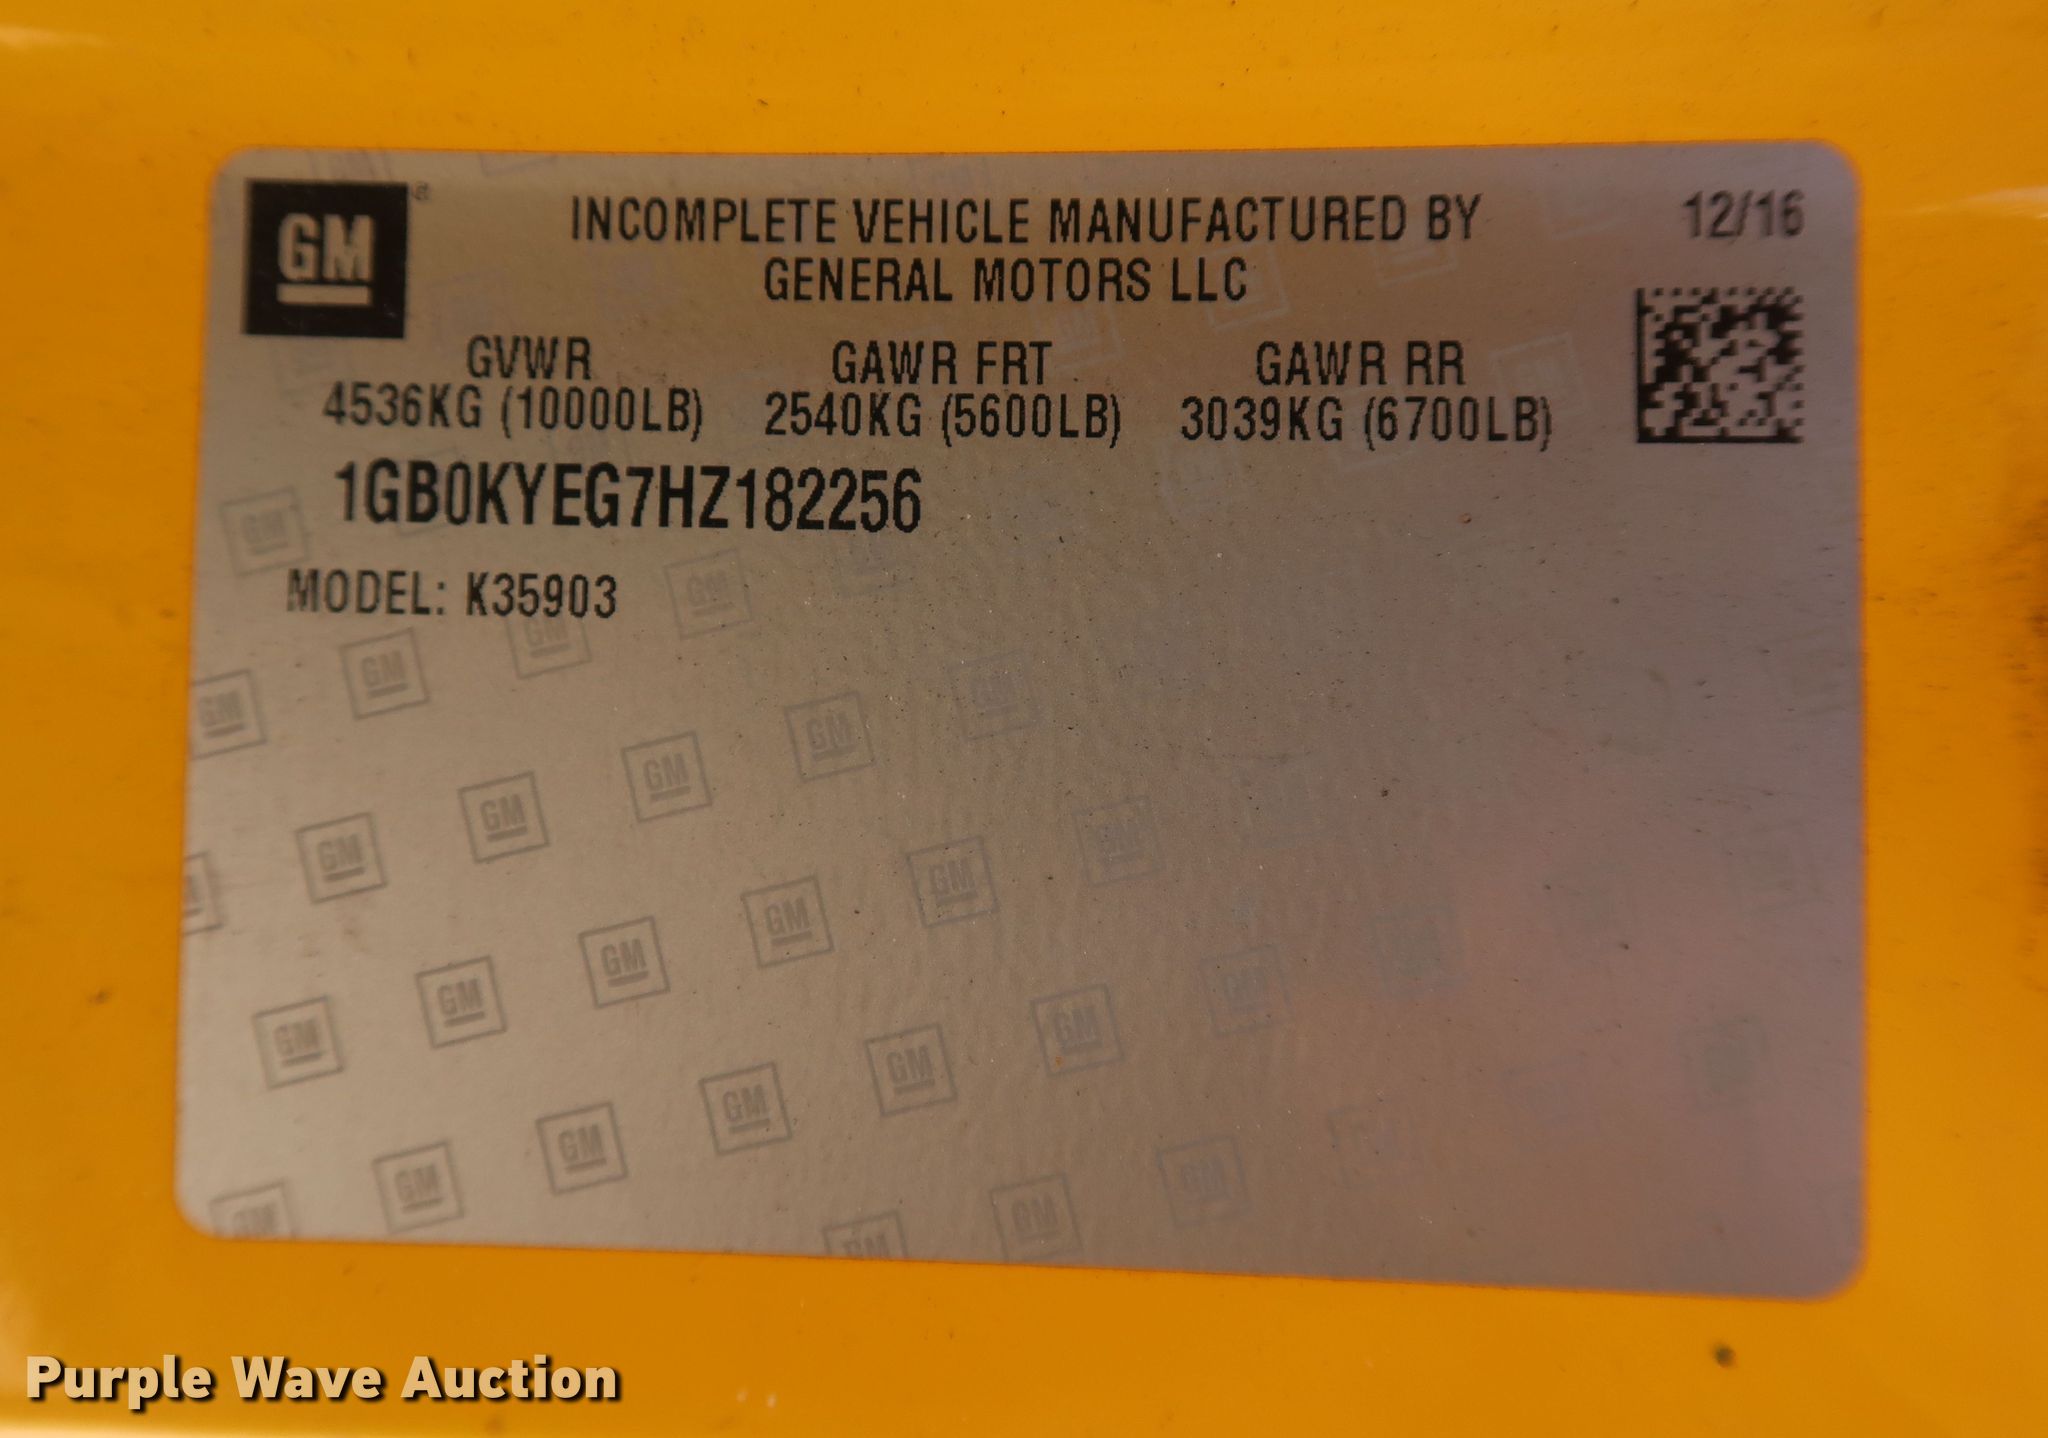 GM ® INCOMPLETE VEHICLE MANUFACTURED BY 12/16
GENERAL MOTORS LLC
GVWR GAWR FRT GAWR RR
4536KG (10000LB) 2540KG (5600LB) 3039KG (6700LB)
1GB0KYEG7HZ182256
MODEL: K35903
Purple Wave Auction